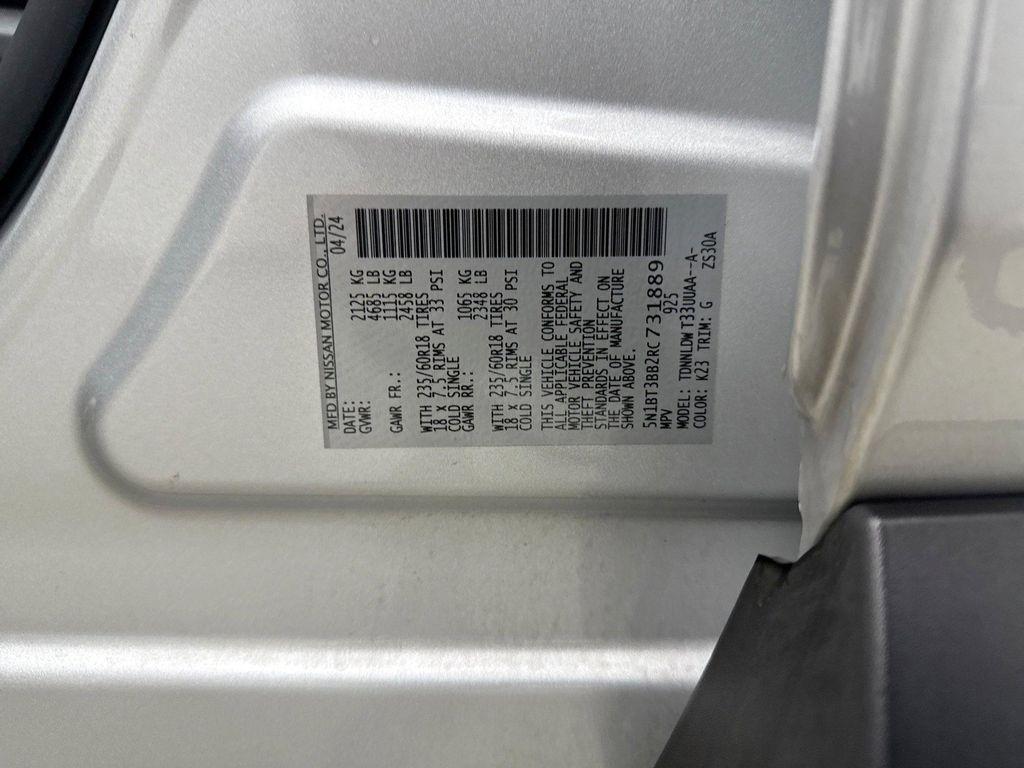 MFD BY NISSAN MOTOR CO., LTD.
DATE: 04/24
GVWR: 2125 KG
4685 LB
GAWR FR.: 1115 KG
2458 LB
WITH 235/60R18 TIRES
18 x 7.5 RIMS AT 33 PSI
COLD SINGLE
GAWR RR.: 1065 KG
2348 LB
WITH 235/60R18 TIRES
18 x 7.5 RIMS AT 30 PSI
COLD SINGLE
THIS VEHICLE CONFORMS TO
ALL APPLICABLE FEDERAL
MOTOR VEHICLE SAFETY AND
THEFT PREVENTION
STANDARDS IN EFFECT ON
THE DATE OF MANUFACTURE
SHOWN ABOVE.
5N1BT3BB2RC731889
MPV 925
MODEL: TDNNLDWT33UUAA--A-
COLOR: K23 TRIM: G ZS30A